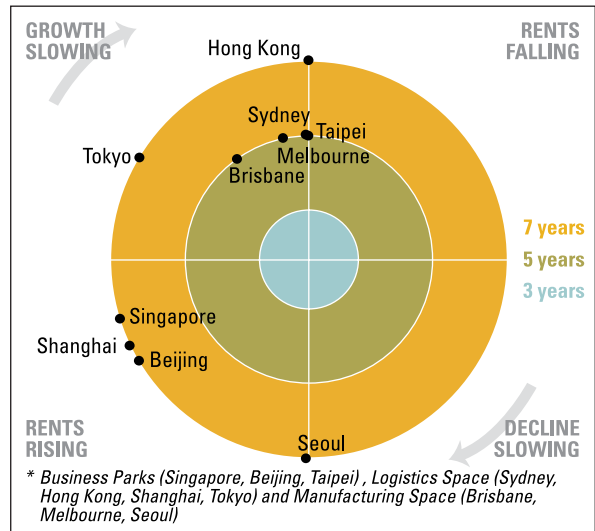 GROWTH
SLOWING
RENTS
FALLING
Hong Kong
Sydney
Taipei
Tokyo
Melbourne
Brisbane
7 years
5 years
3 years
Singapore
Shanghai
Beijing
RENTS
RISING
DECLINE
SLOWING
Seoul
* Business Parks (Singapore, Beijing, Taipei) , Logistics Space (Sydney,
Hong Kong, Shanghai, Tokyo) and Manufacturing Space (Brisbane,
Melbourne, Seoul)